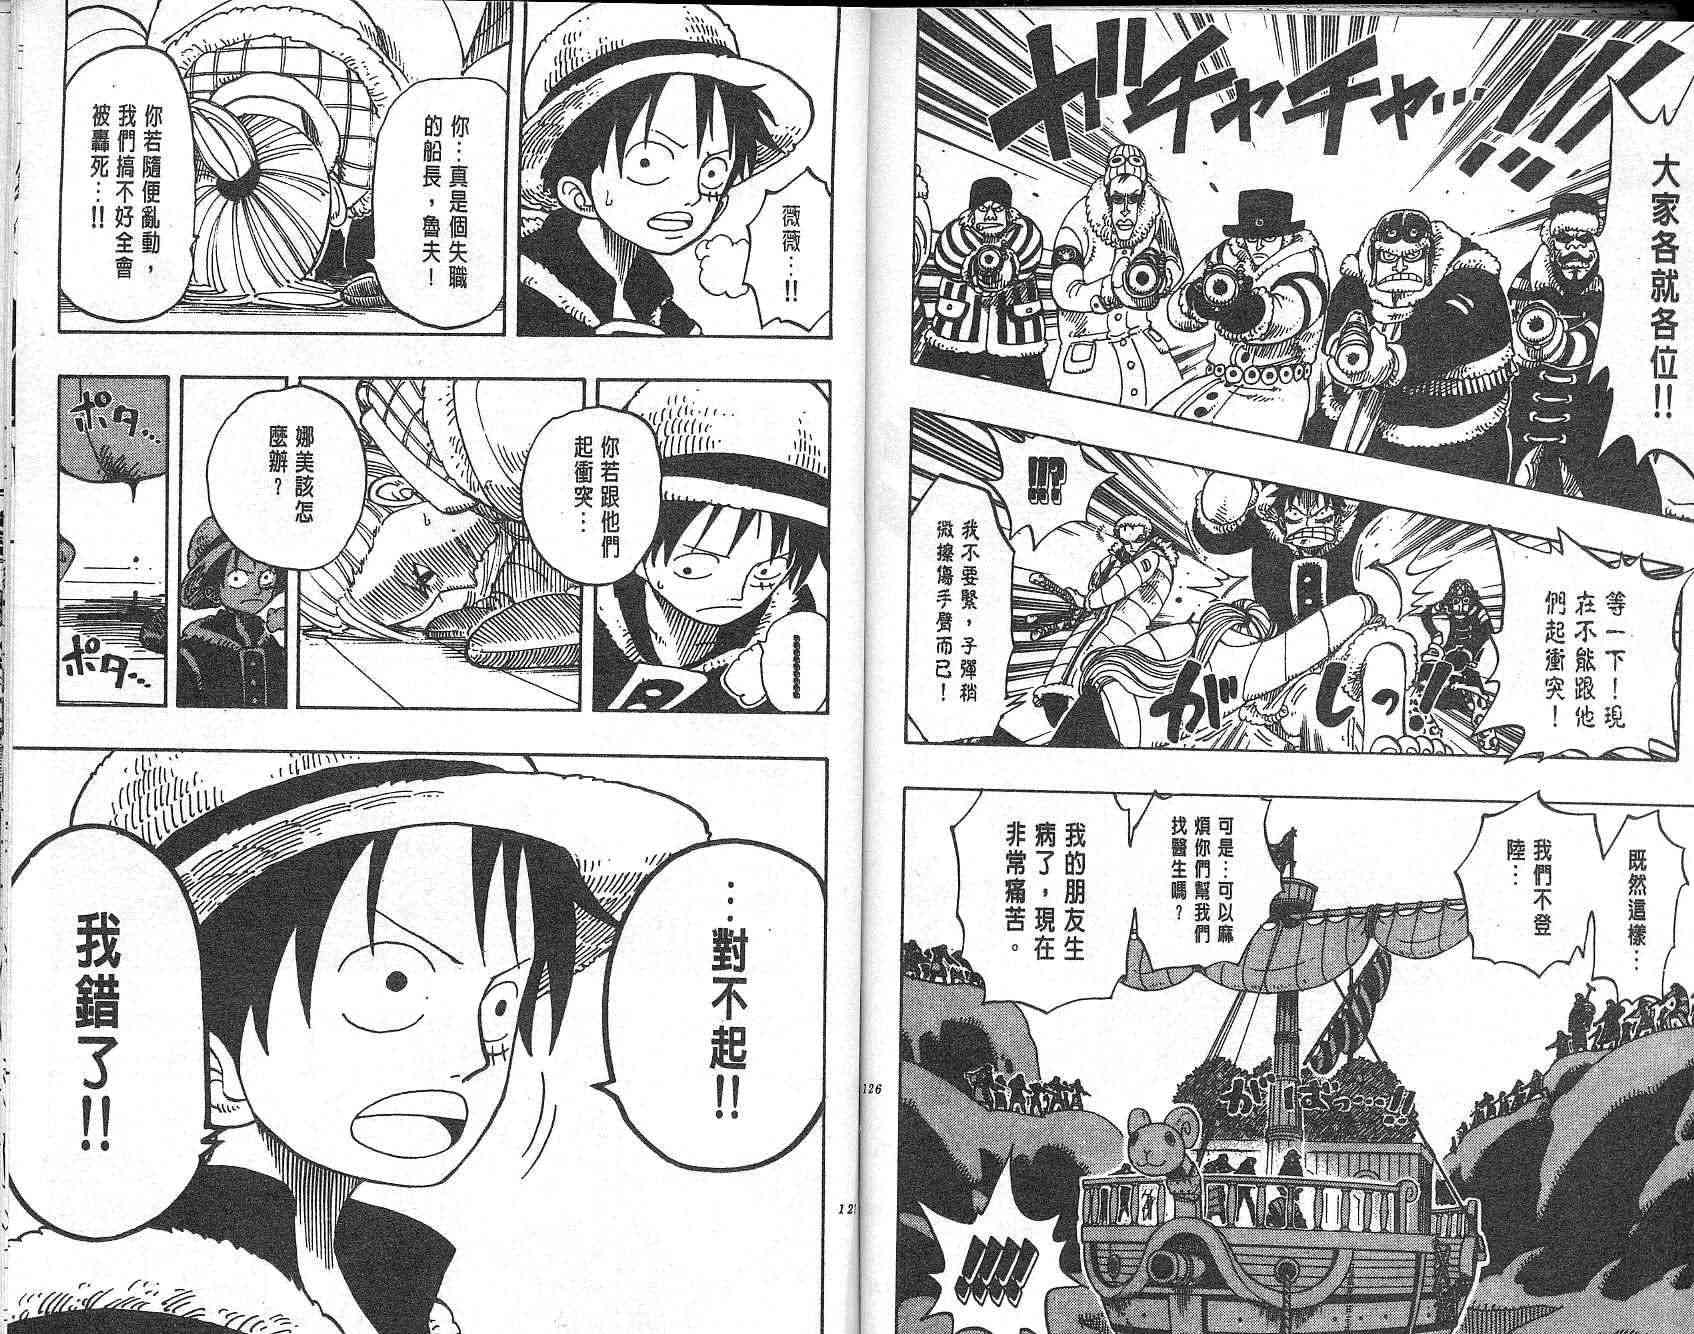 ガチャチャ…!!!
大家各就各位!!
等一下!現
在不能跟他
們起衝突!
!!!?
我不要緊，子彈稍
微擦傷手臂而已!
がしっ!
既然這樣…
我們不登
陸…
可是…可以麻
煩你們幫我們
找醫生嗎?
我的朋友生
病了，現在
非常痛苦。
がばっ……!!
!!!!!
126
薇薇…!!
你…真是個失職
的船長，魯夫!
你若隨便亂動，
我們搞不好全會
被轟死…!!
…………
你若跟他們
起衝突…
娜美該怎
麼辦?
ポタ…
ポタ…
…對不起!!
我錯了!!
12